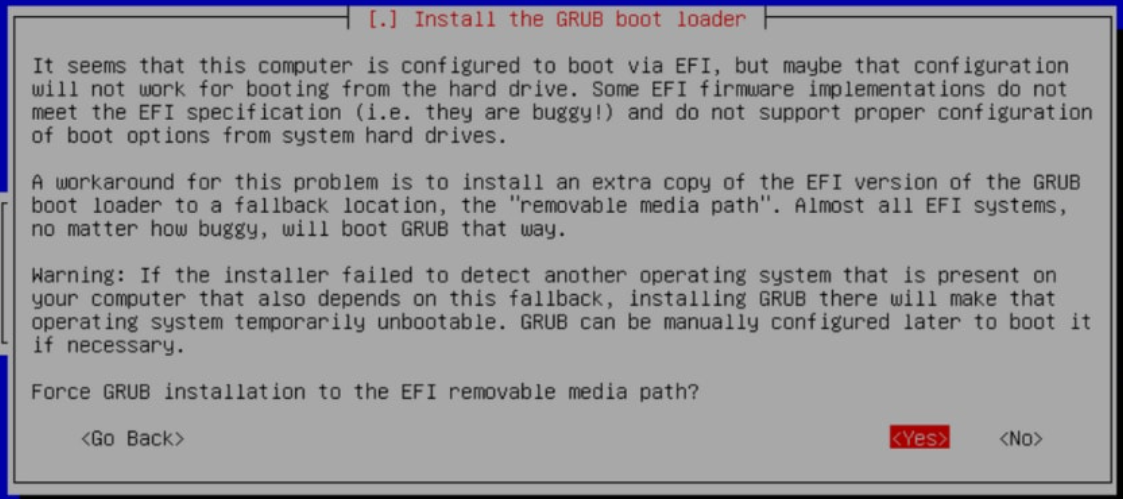 [.] Install the GRUB boot loader
It seems that this computer is configured to boot via EFI, but maybe that configuration
will not work for booting from the hard drive. Some EFI firmware implementations do not
meet the EFI specification (i.e. they are buggy!) and do not support proper configuration
of boot options from system hard drives.
A workaround for this problem is to install an extra copy of the EFI version of the GRUB
boot loader to a fallback location, the "removable media path". Almost all EFI systems,
no matter how buggy, will boot GRUB that way.
Warning: If the installer failed to detect another operating system that is present on
your computer that also depends on this fallback, installing GRUB there will make that
operating system temporarily unbootable. GRUB can be manually configured later to boot it
if necessary.
Force GRUB installation to the EFI removable media path?
<Go Back> <Yes> <No>